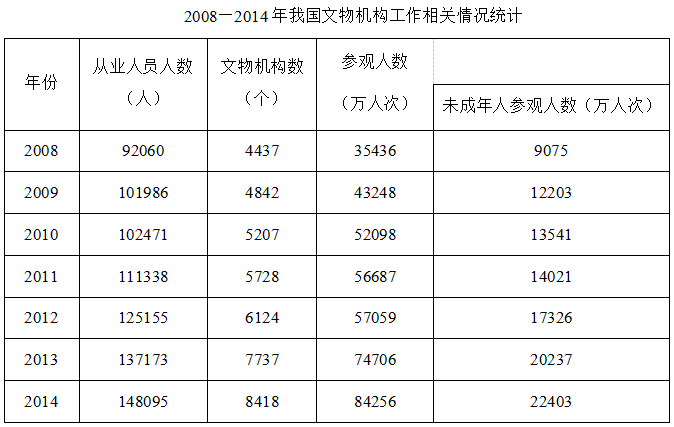 2008—2014年我国文物机构工作相关情况统计
年份 从业人员人数（人） 文物机构数（个） 参观人数（万人次） 未成年人参观人数（万人次）
2008 92060 4437 35436 9075
2009 101986 4842 43248 12203
2010 102471 5207 52098 13541
2011 111338 5728 56687 14021
2012 125155 6124 57059 17326
2013 137173 7737 74706 20237
2014 148095 8418 84256 22403